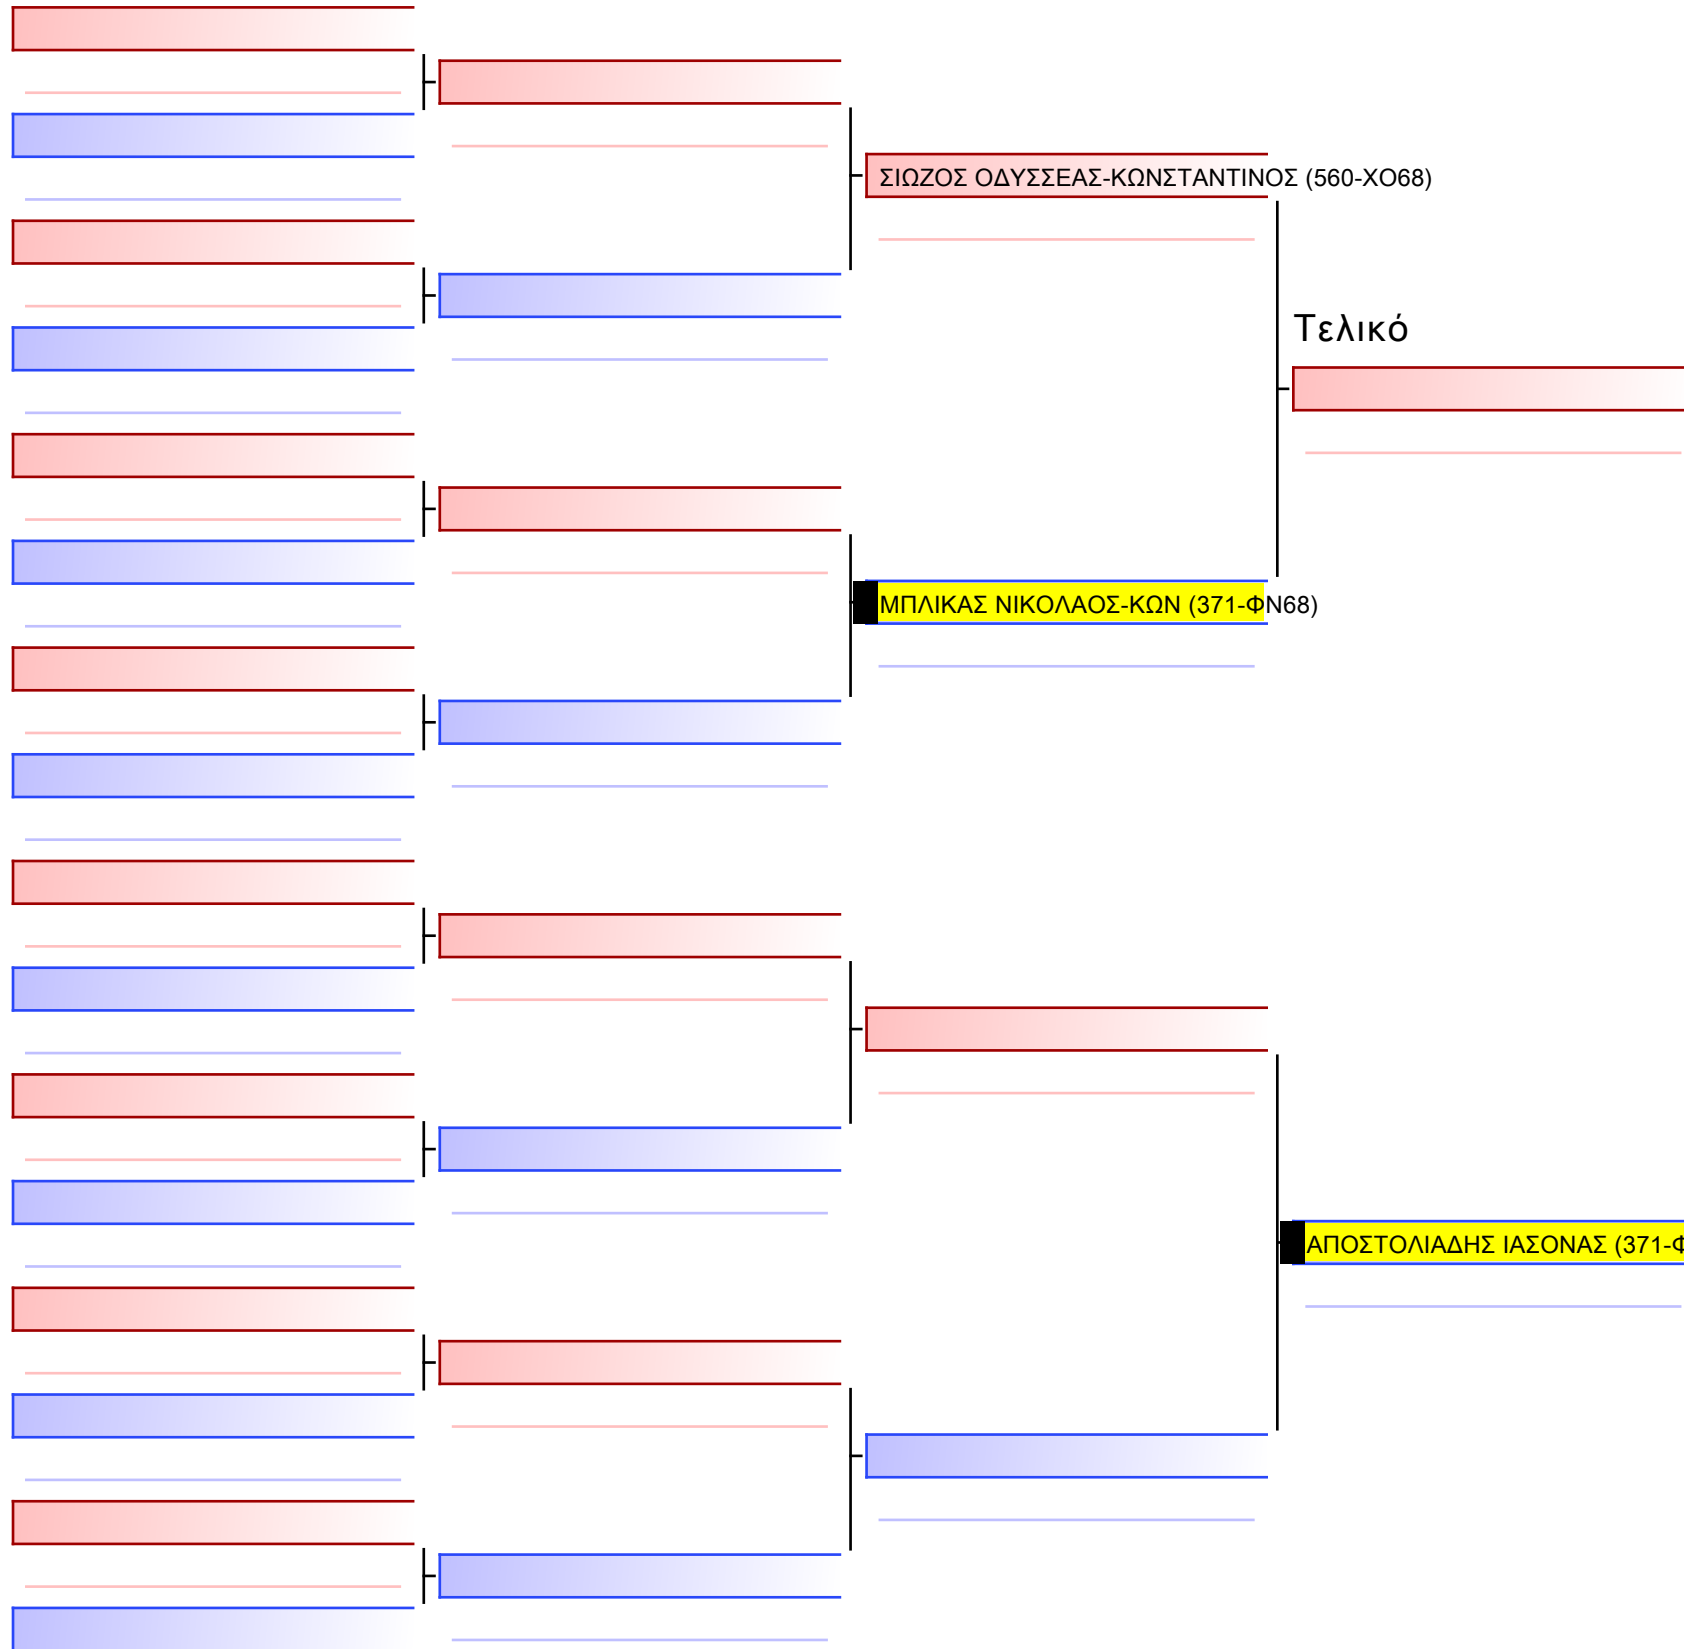 ΣΙΩΖΟΣ ΟΔΥΣΣΕΑΣ-ΚΩΝΣΤΑΝΤΙΝΟΣ (560-ΧΟ68)
Τελικό
ΜΠΛΙΚΑΣ ΝΙΚΟΛΑΟΣ-ΚΩΝ (371-ΦΝ68)
ΑΠΟΣΤΟΛΙΑΔΗΣ ΙΑΣΟΝΑΣ (371-Φ